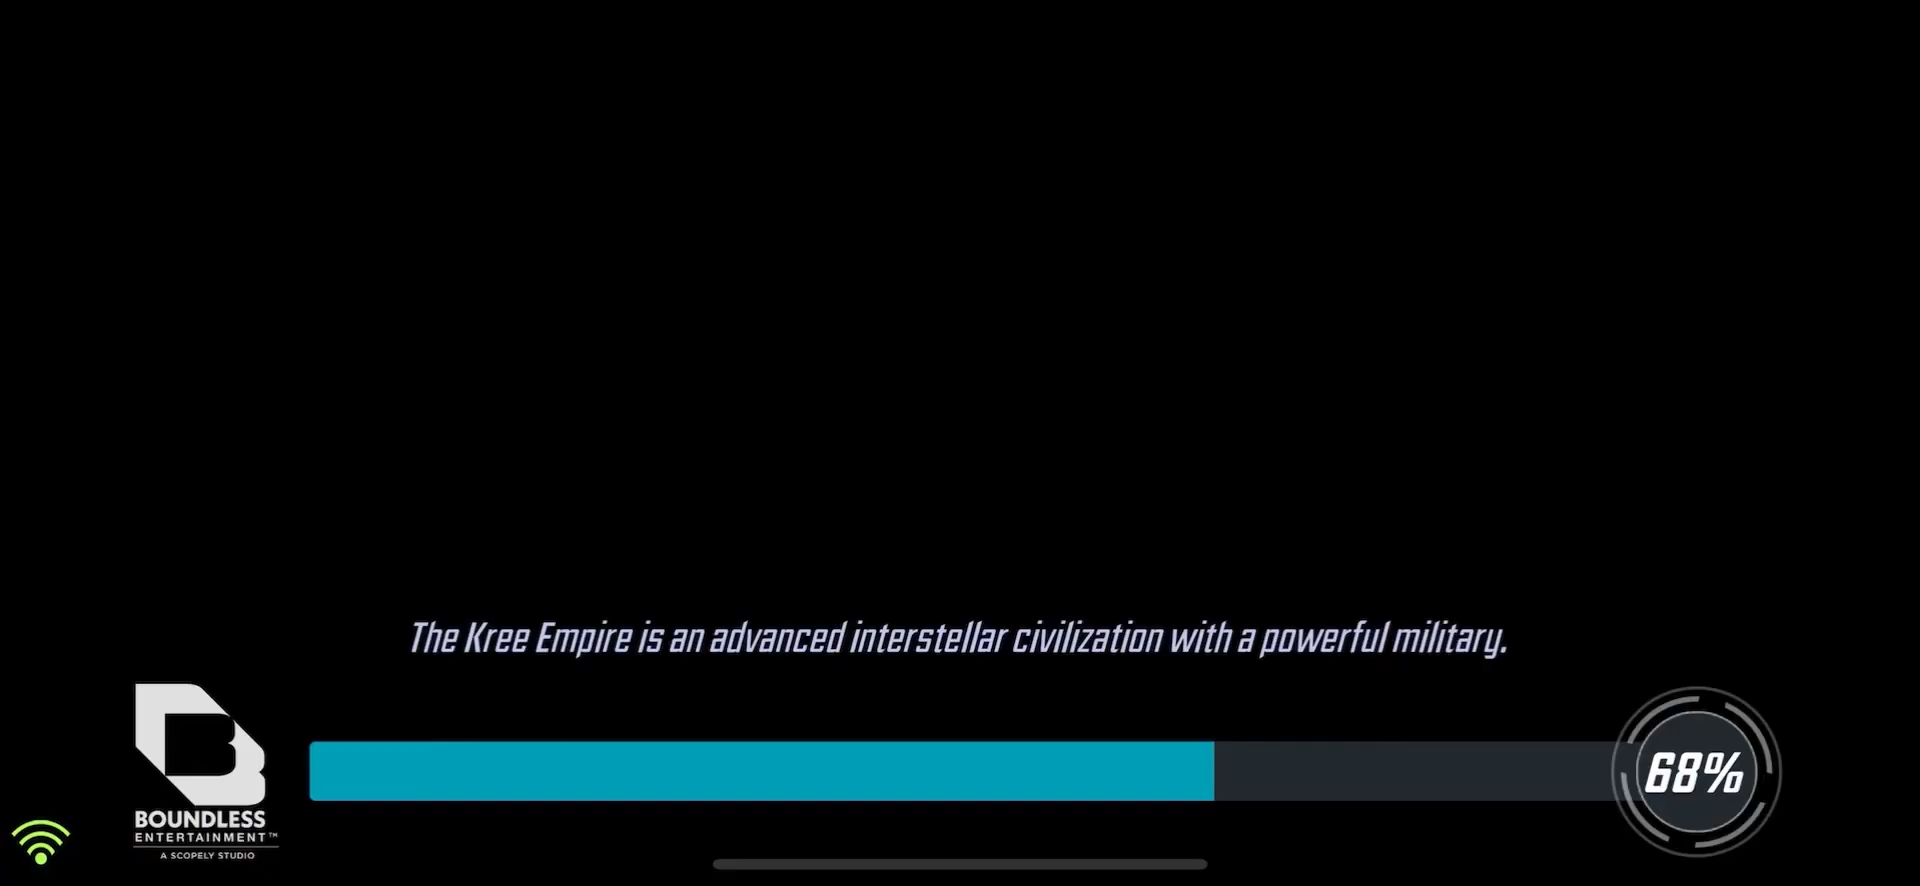 The Kree Empire is an advanced interstellar civilization with a powerful military.
68%
BOUNDLESS
ENTERTAINMENT™
A SCOPELY STUDIO